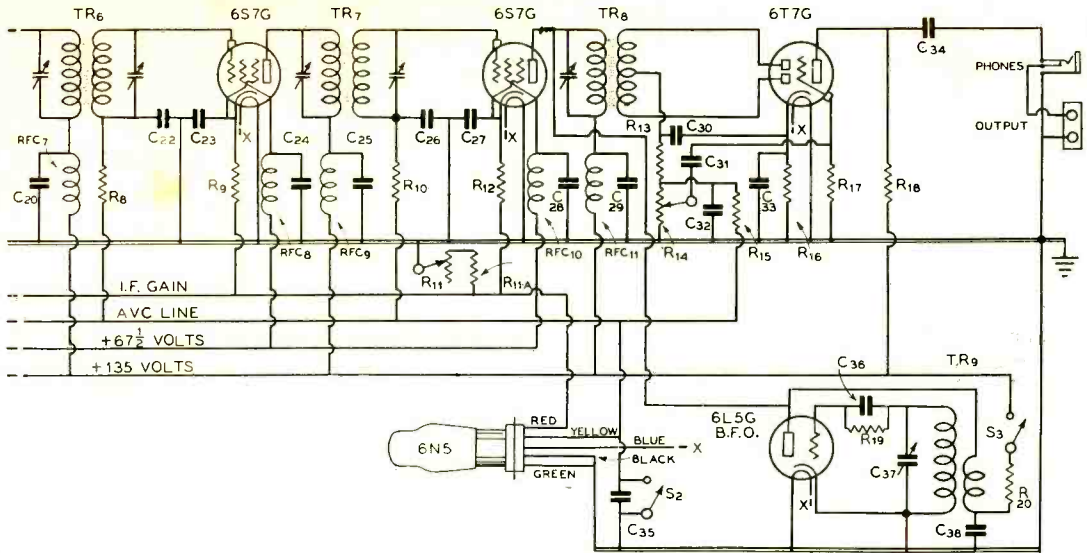 TR6
6S7G
TR7
6S7G
TR8
6T7G
C34
PHONES
OUTPUT
RFC7
C20
R8
C22
C23
X
R9
C24
C25
C26
C27
X
R10
R12
C28
C29
R13
C30
C31
C32
C33
X
R17
R18
RFC8
RFC9
RFC10
RFC11
R14
R15
R16
R11
R11A
I.F. GAIN
AVC LINE
+67½ VOLTS
+135 VOLTS
6N5
RED
YELLOW
BLUE
X
BLACK
GREEN
S2
C35
6L5G
B.F.O.
X
C36
R19
C37
T,R9
S3
R20
C38